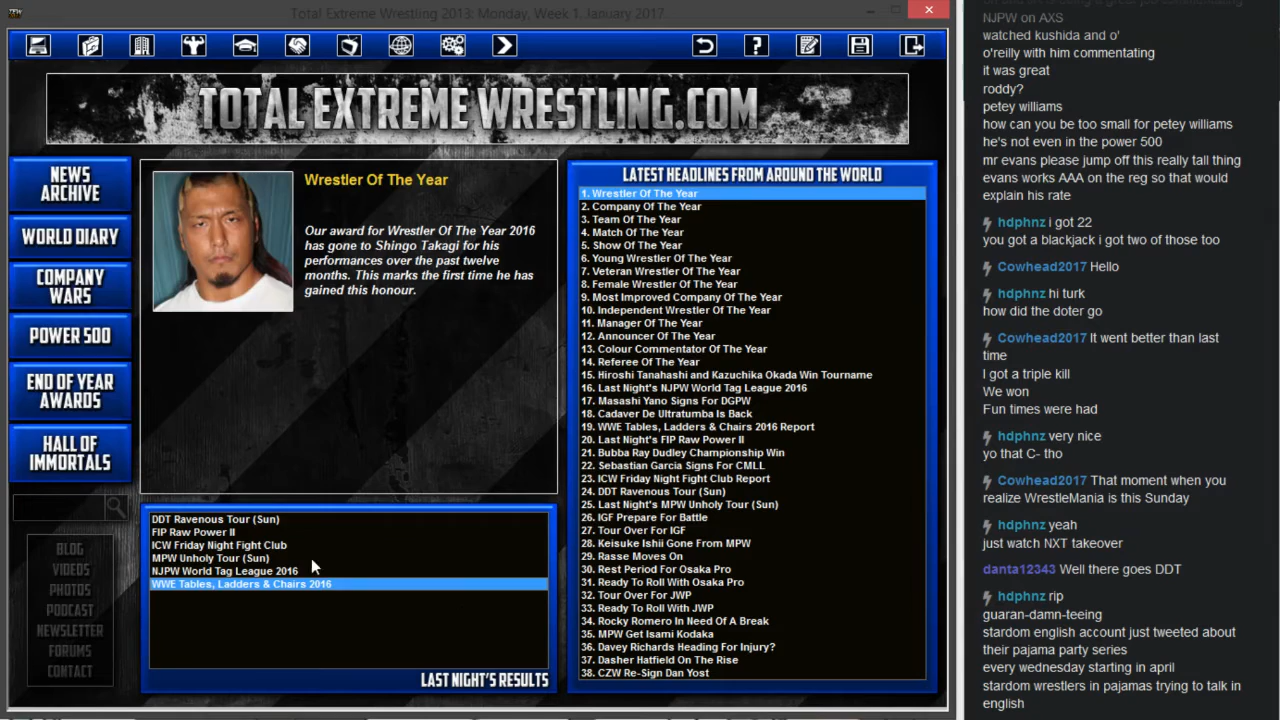 Total Extreme Wrestling 2013: Monday, Week 1, January 2017
TOTAL EXTREME WRESTLING.COM
NEWS
ARCHIVE
WORLD DIARY
COMPANY
WARS
POWER 500
END OF YEAR
AWARDS
HALL OF
IMMORTALS
BLOG
VIDEOS
PHOTOS
PODCAST
NEWSLETTER
FORUMS
CONTACT
Wrestler Of The Year
Our award for Wrestler Of The Year 2016
has gone to Shingo Takagi for his
performances over the past twelve
months. This marks the first time he has
gained this honour.
DDT Ravenous Tour (Sun)
FIP Raw Power II
ICW Friday Night Fight Club
MPW Unholy Tour (Sun)
NJPW World Tag League 2016
WWE Tables, Ladders & Chairs 2016
LAST NIGHT'S RESULTS
LATEST HEADLINES FROM AROUND THE WORLD
1. Wrestler Of The Year
2. Company Of The Year
3. Team Of The Year
4. Match Of The Year
5. Show Of The Year
6. Young Wrestler Of The Year
7. Veteran Wrestler Of The Year
8. Female Wrestler Of The Year
9. Most Improved Company Of The Year
10. Independent Wrestler Of The Year
11. Manager Of The Year
12. Announcer Of The Year
13. Colour Commentator Of The Year
14. Referee Of The Year
15. Hiroshi Tanahashi and Kazuchika Okada Win Tourname
16. Last Night's NJPW World Tag League 2016
17. Masashi Yano Signs For DGPW
18. Cadaver De Ultratumba Is Back
19. WWE Tables, Ladders & Chairs 2016 Report
20. Last Night's FIP Raw Power II
21. Bubba Ray Dudley Championship Win
22. Sebastian Garcia Signs For CMLL
23. ICW Friday Night Fight Club Report
24. DDT Ravenous Tour (Sun)
25. Last Night's MPW Unholy Tour (Sun)
26. IGF Prepare For Battle
27. Tour Over For IGF
28. Keisuke Ishii Gone From MPW
29. Rasse Moves On
30. Rest Period For Osaka Pro
31. Ready To Roll With Osaka Pro
32. Tour Over For JWP
33. Ready To Roll With JWP
34. Rocky Romero In Need Of A Break
35. MPW Get Isami Kodaka
36. Davey Richards Heading For Injury?
37. Dasher Hatfield On The Rise
38. CZW Re-Sign Dan Yost
NJPW on AXS
watched kushida and o'
o'reilly with him commentating
it was great
roddy?
petey williams
how can you be too small for petey williams
he's not even in the power 500
mr evans please jump off this really tall thing
evans works AAA on the reg so that would
explain his rate
hdphnz i got 22
you got a blackjack i got two of those too
Cowhead2017 Hello
hdphnz hi turk
how did the doter go
Cowhead2017 It went better than last
time
I got a triple kill
We won
Fun times were had
hdphnz very nice
yo that C- tho
Cowhead2017 That moment when you
realize WrestleMania is this Sunday
hdphnz yeah
just watch NXT takeover
danta12343 Well there goes DDT
hdphnz rip
guaran-damn-teeing
stardom english account just tweeted about
their pajama party series
every wednesday starting in april
stardom wrestlers in pajamas trying to talk in
english